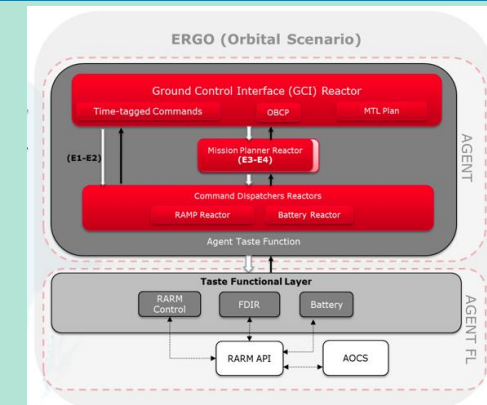 ERGO (Orbital Scenario)
Ground Control Interface (GCI) Reactor
Time-tagged Commands
OBCP
MTL Plan
(E1-E2)
Mission Planner Reactor
(E3-E4)
Command Dispatchers Reactors
RAMP Reactor
Battery Reactor
Agent Taste Function
AGENT
Taste Functional Layer
RARM
Control
FDIR
Battery
RARM API
AOCS
AGENT FL